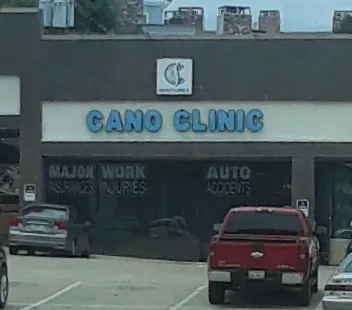 CANO CLINIC
MAJOR WORK AUTO
INSURANCES INJURIES ACCIDENTS